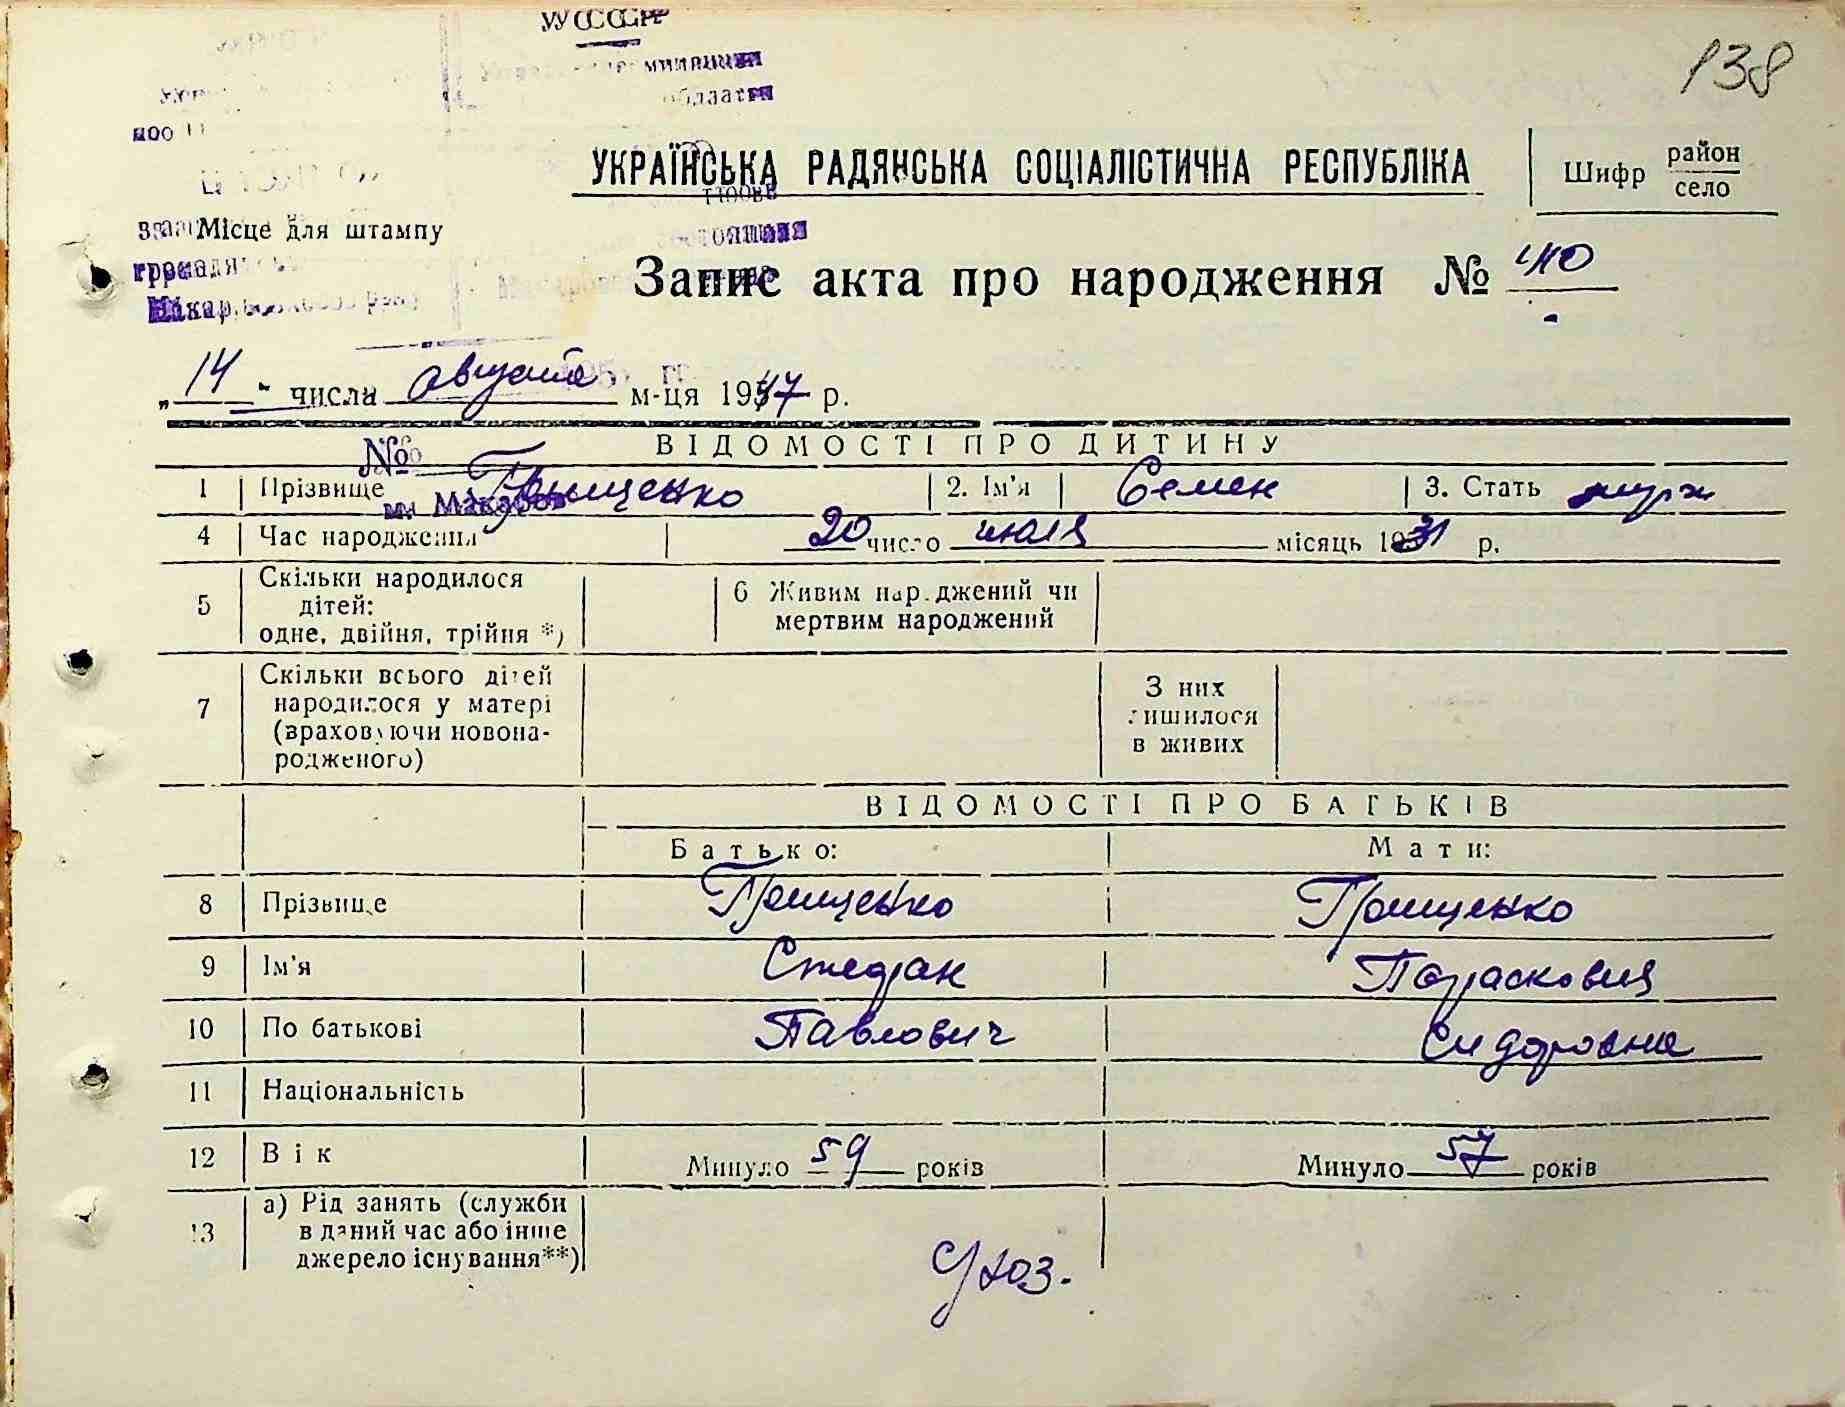 УССР
138
УКРАЇНСЬКА РАДЯНСЬКА СОЦІАЛІСТИЧНА РЕСПУБЛІКА
Шифр район
село
Місце для штампу
Запис акта про народження № 40
„14" числа августа м-ця 1947 р.
№
ВІДОМОСТІ ПРО ДИТИНУ
1 Прізвище Грищенко 2. Ім'я Семен 3. Стать муж
4 Час народження 20 число июля місяць 1931 р.
5 Скільки народилося дітей: одне, двійня, трійня *)
6 Живим народжений чи мертвим народжений
7 Скільки всього дітей народилося у матері (враховуючи новонародженого)
З них лишилося в живих
ВІДОМОСТІ ПРО БАТЬКІВ
Батько: Мати:
8 Прізвище Грищенко Грищенко
9 Ім'я Стефан Парасковия
10 По батькові Павлович Сидоровна
11 Національність
12 Вік Минуло 59 років Минуло 57 років
13 а) Рід занять (служби в даний час або інше джерело існування**)